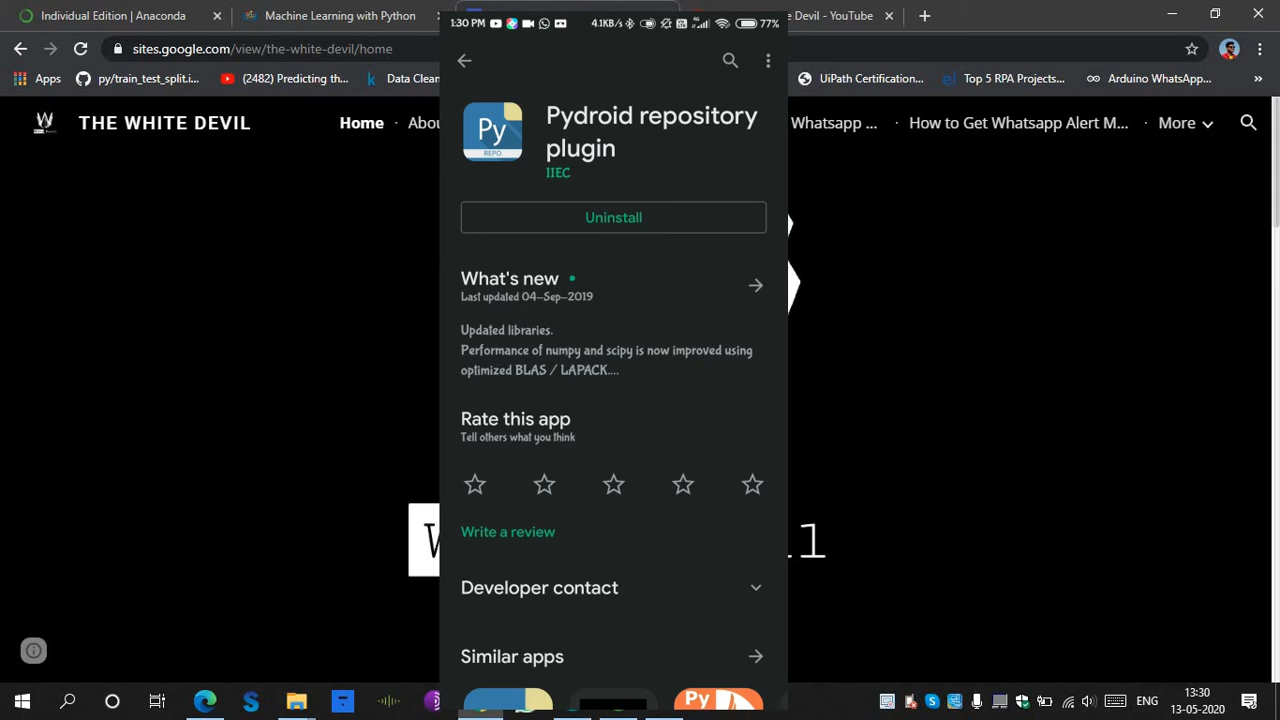 Individual Edition | Anaconda
Devil - YouTube
1:30 PM
4.1KB/s
77%
sites.google.com/view/the-white-devil/home
Apps
py/train_test_split.i...
(2482) Predicting th...
Data Clean
UiPath Certification
Top 5 RPA Projects...
Arduino WhatsApp...
THE WHITE DEVIL
Home
Abou
Whatsapp ...
How to Get Whatsapp Alert M...
More
Py
REPO
Pydroid repository
plugin
IIEC
Uninstall
What's new
Last updated 04-Sep-2019
Updated libraries.
Performance of numpy and scipy is now improved using
optimized BLAS / LAPACK....
Rate this app
Tell others what you think
Write a review
Developer contact
Similar apps
Py
ENG
13:30
13-05-2020